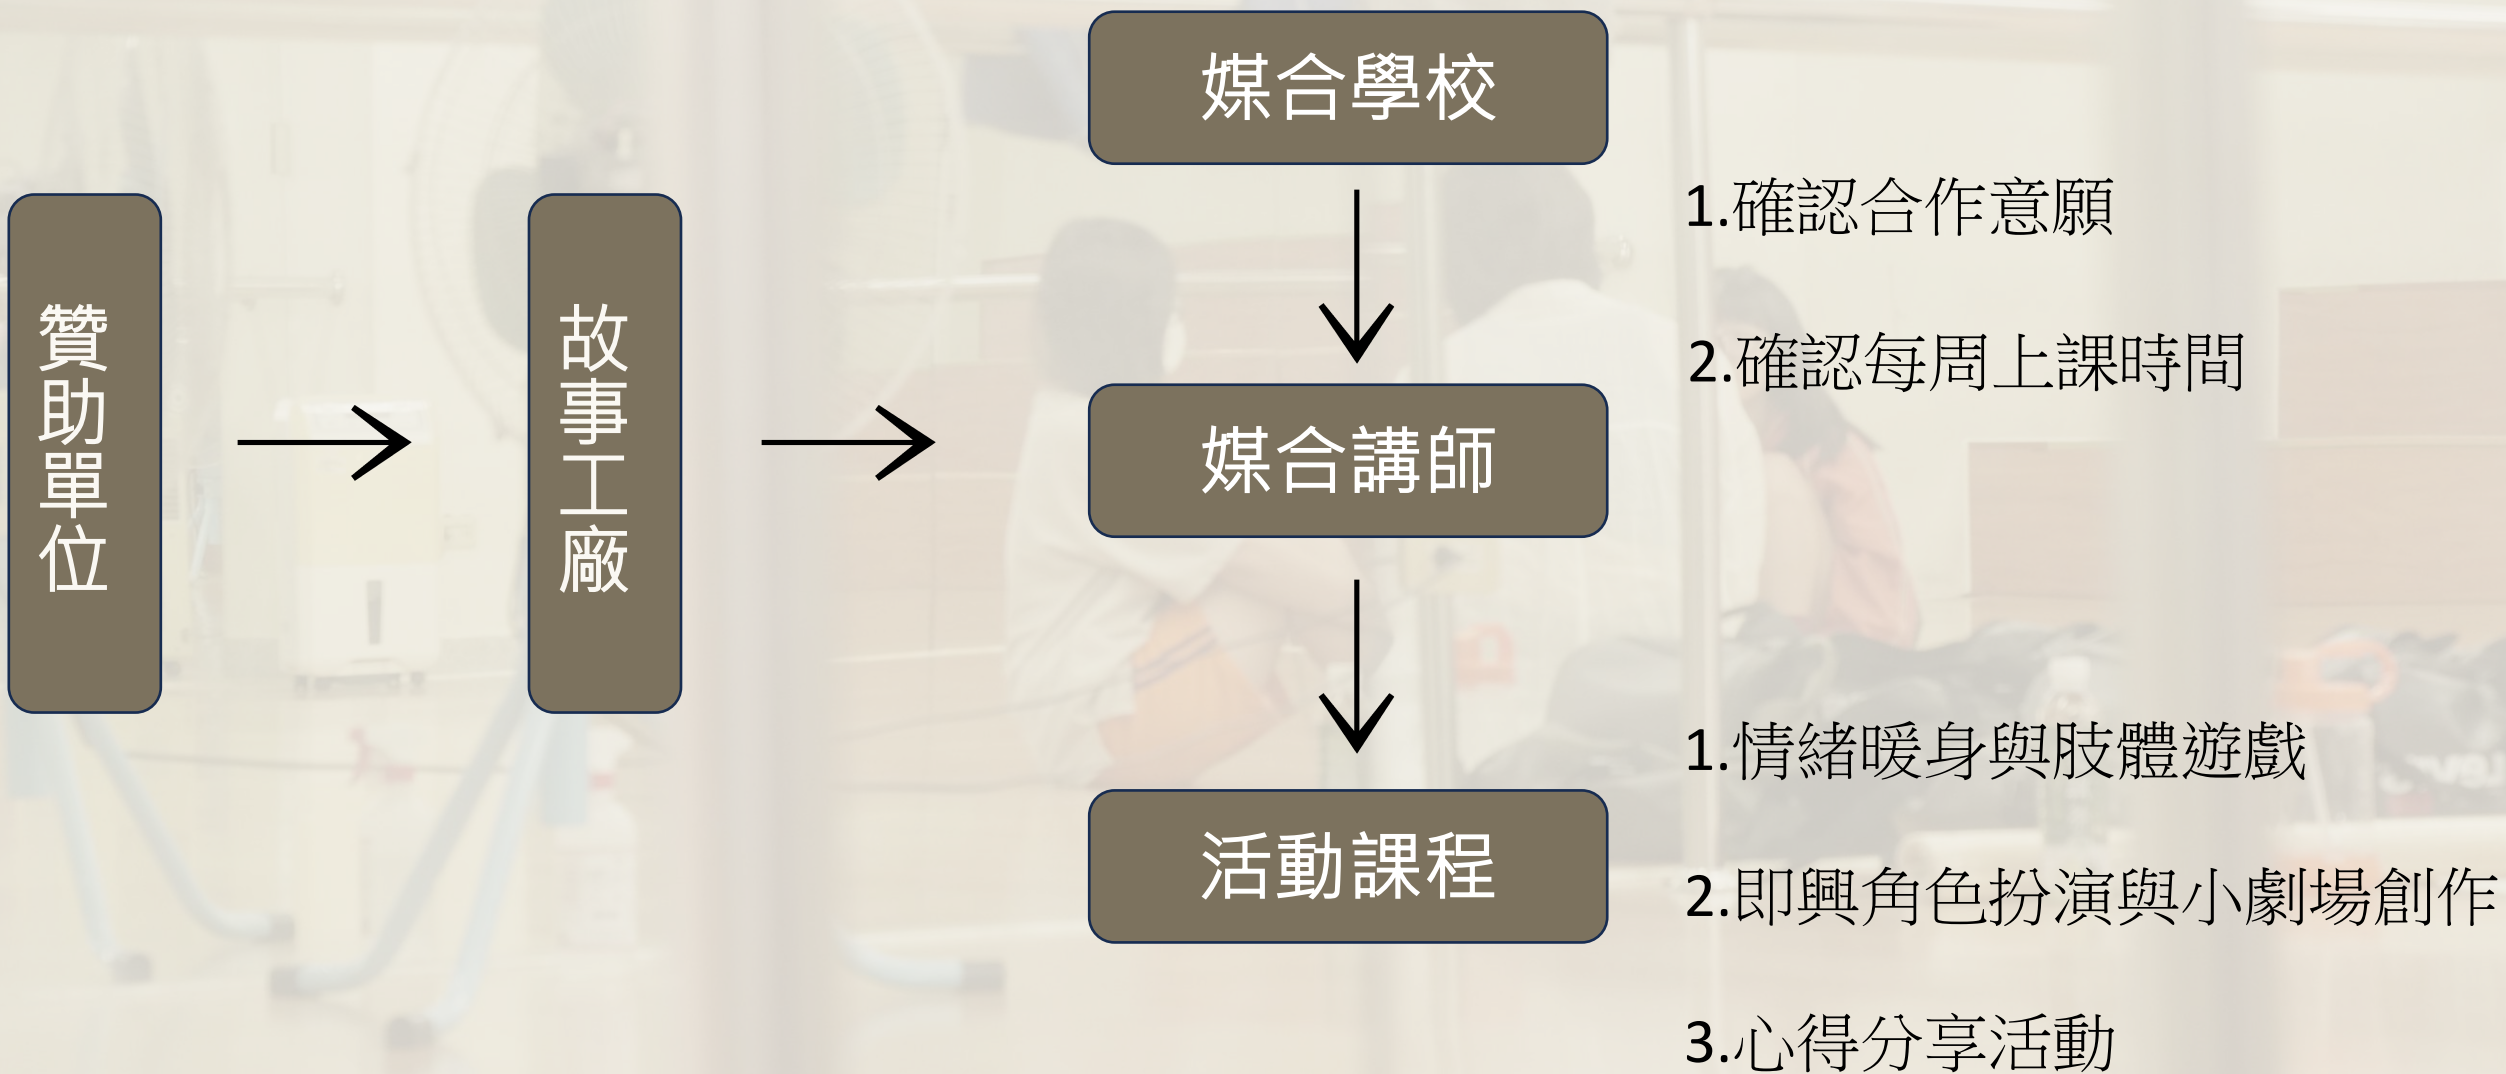 贊助單位
故事工廠
媒合學校
1.確認合作意願
2.確認每周上課時間
媒合講師
活動課程
1.情緒暖身與肢體遊戲
2.即興角色扮演與小劇場創作
3.心得分享活動